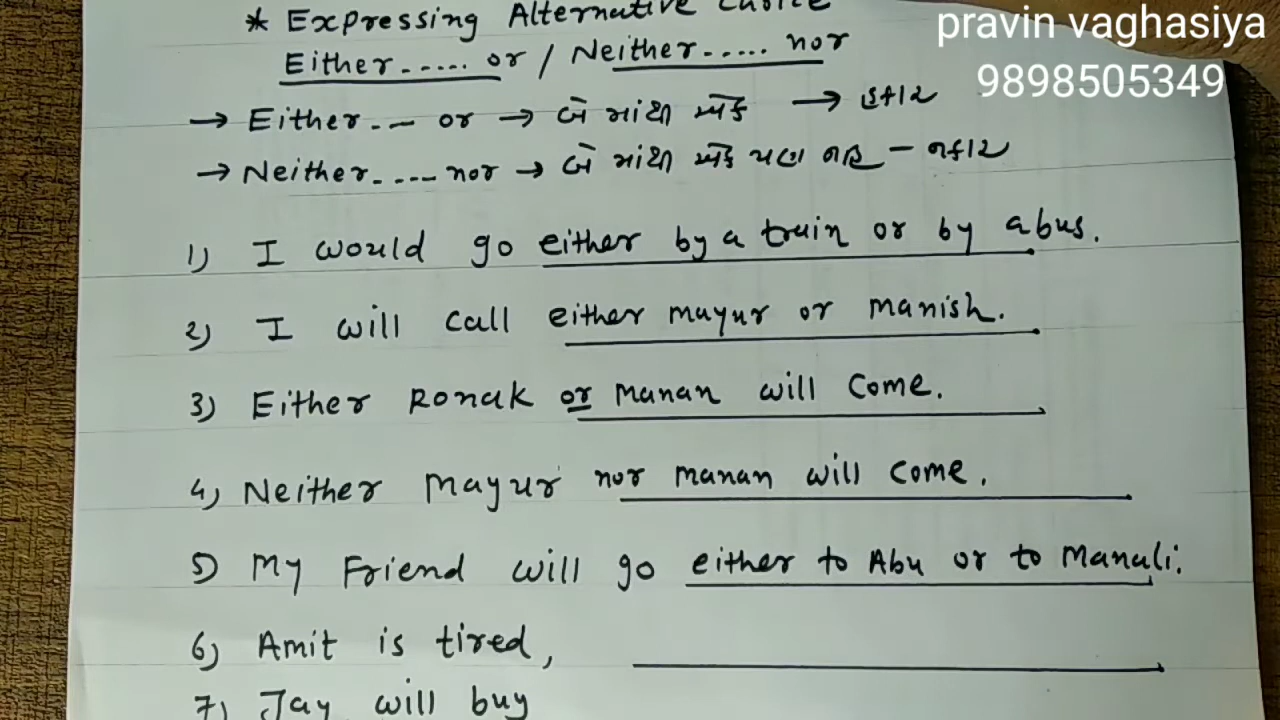 * Expressing Alternative Choice
pravin vaghasiya
9898505349
Either...... or / Neither..... nor
→ Either... or → બે માંથી એક → હકાર
→ Neither..... nor → બે માંથી એક પણ નહિ - નકાર
1) I would go either by a train or by a bus.
2) I will call either mayur or manish.
3) Either Ronak or manan will come.
4) Neither mayur nor manan will come.
5) My Friend will go either to Abu or to Manali.
6) Amit is tired,
7) Jay will buy